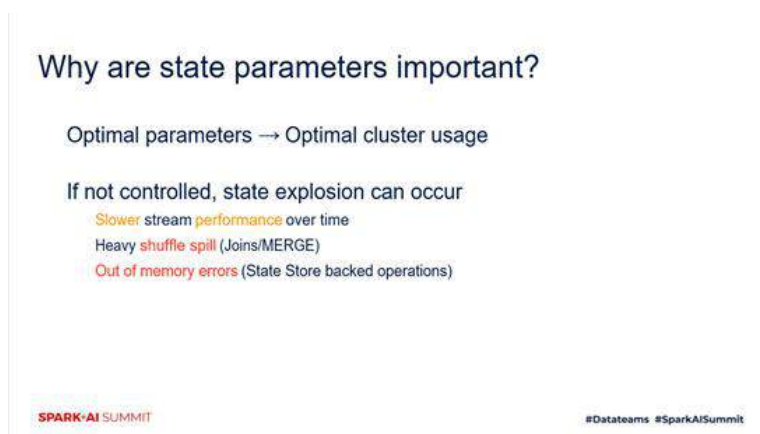 Why are state parameters important?
Optimal parameters → Optimal cluster usage
If not controlled, state explosion can occur
Slower stream performance over time
Heavy shuffle spill (Joins/MERGE)
Out of memory errors (State Store backed operations)
SPARK+AI SUMMIT
#Datateams #SparkAISummit